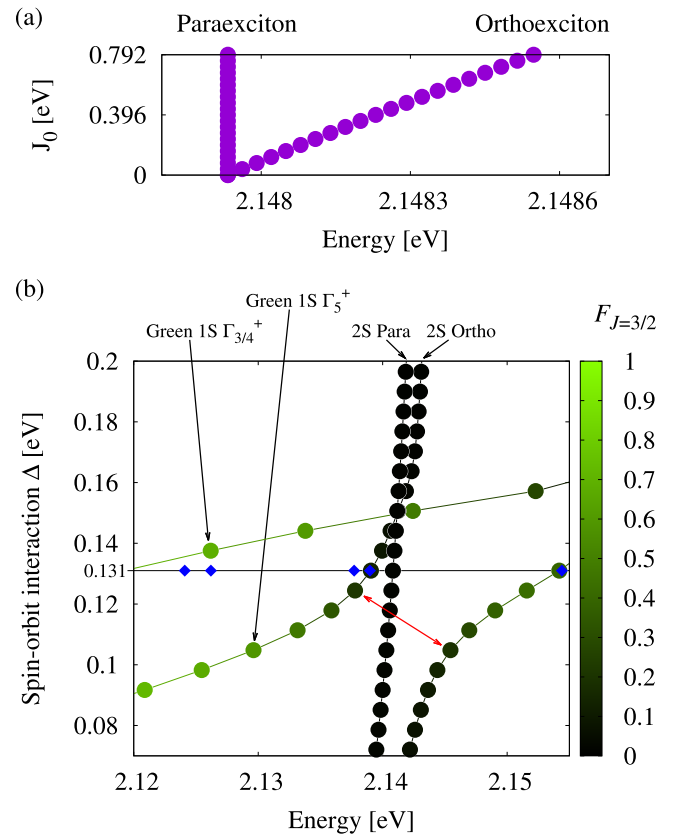 (a)
Paraexciton Orthoexciton
0.792
0.396
0
J0 [eV]
2.148 2.1483 2.1486
Energy [eV]
(b)
Green 1S Γ5+
Green 1S Γ3/4+
2S Para 2S Ortho
FJ=3/2
0.2
0.18
0.16
0.14
0.131
0.12
0.1
0.08
Spin-orbit interaction Δ [eV]
2.12 2.13 2.14 2.15
Energy [eV]
1
0.9
0.8
0.7
0.6
0.5
0.4
0.3
0.2
0.1
0